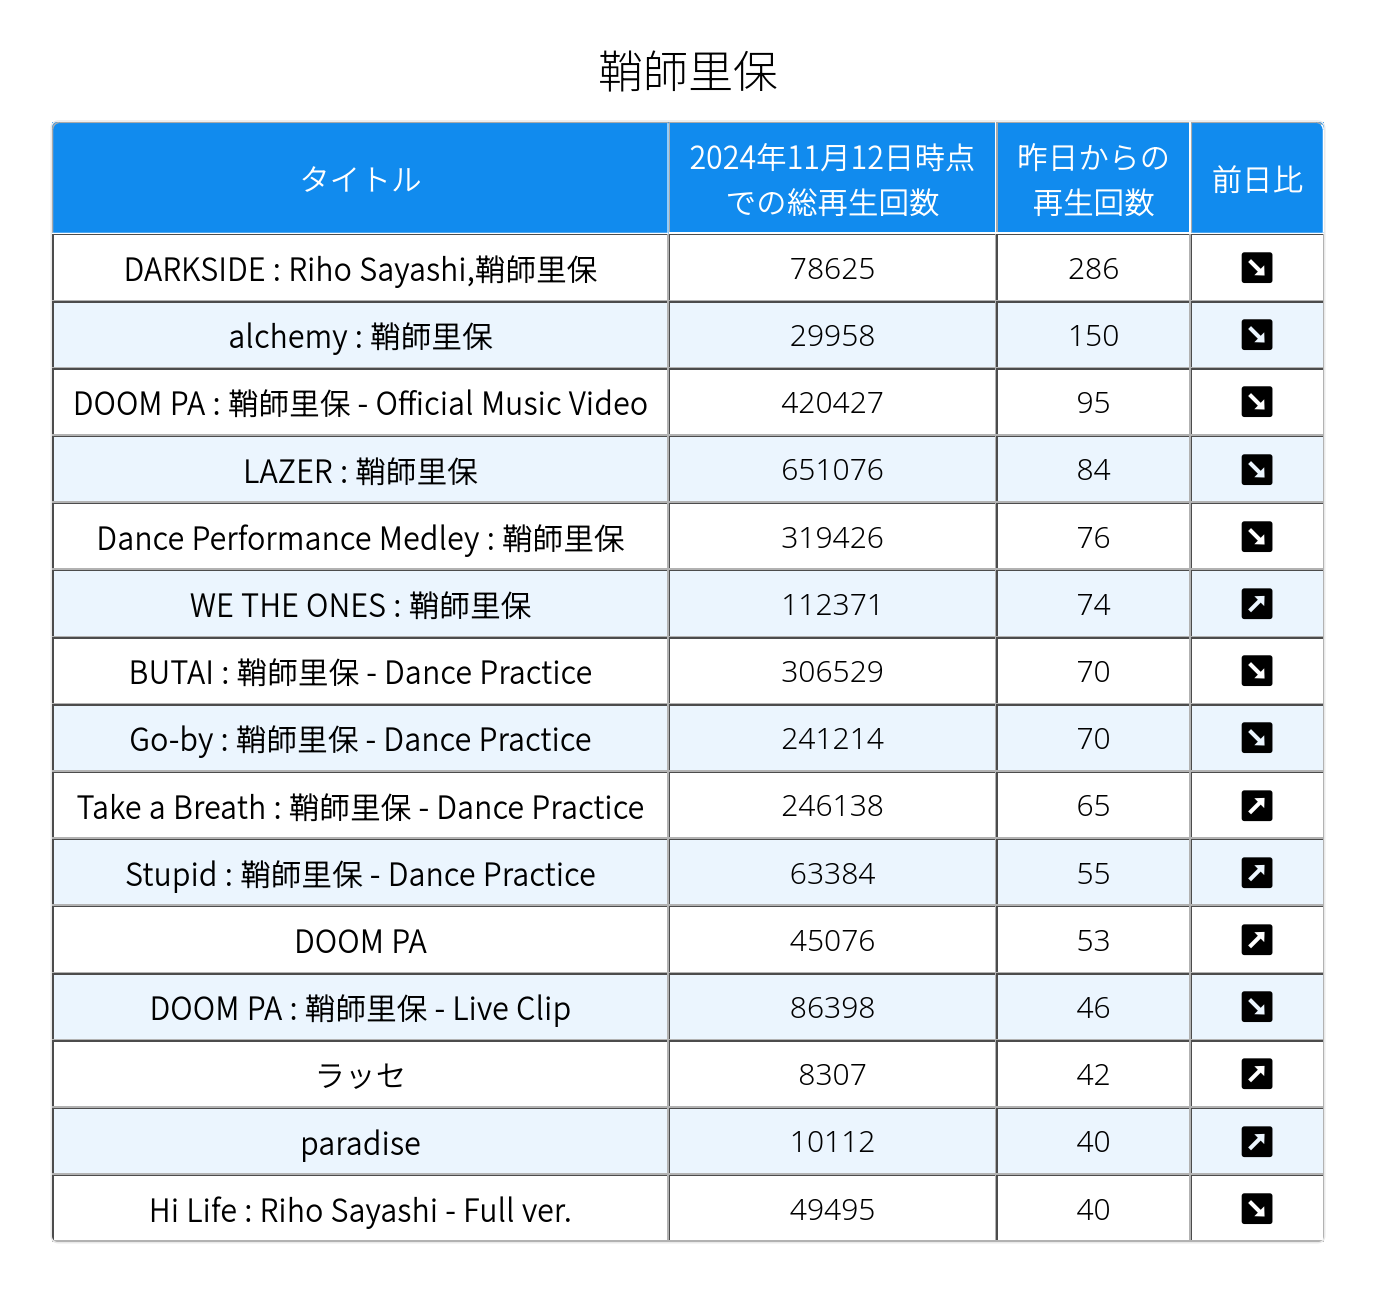 鞘師里保
タイトル
2024年11月12日時点
での総再生回数
昨日からの
再生回数
前日比
DARKSIDE : Riho Sayashi,鞘師里保 78625 286 ↘
alchemy : 鞘師里保 29958 150 ↘
DOOM PA : 鞘師里保 - Official Music Video 420427 95 ↘
LAZER : 鞘師里保 651076 84 ↘
Dance Performance Medley : 鞘師里保 319426 76 ↘
WE THE ONES : 鞘師里保 112371 74 ↗
BUTAI : 鞘師里保 - Dance Practice 306529 70 ↘
Go-by : 鞘師里保 - Dance Practice 241214 70 ↘
Take a Breath : 鞘師里保 - Dance Practice 246138 65 ↗
Stupid : 鞘師里保 - Dance Practice 63384 55 ↗
DOOM PA 45076 53 ↗
DOOM PA : 鞘師里保 - Live Clip 86398 46 ↘
ラッセ 8307 42 ↗
paradise 10112 40 ↗
Hi Life : Riho Sayashi - Full ver. 49495 40 ↘